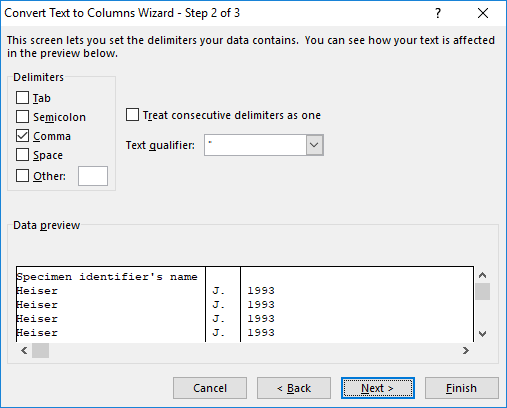 Convert Text to Columns Wizard - Step 2 of 3
This screen lets you set the delimiters your data contains. You can see how your text is affected
in the preview below.
Delimiters
Tab
Semicolon
Comma
Space
Other:
Treat consecutive delimiters as one
Text qualifier: "
Data preview
Specimen identifier's name
Heiser J. 1993
Heiser J. 1993
Heiser J. 1993
Heiser J. 1993
Cancel < Back Next > Finish